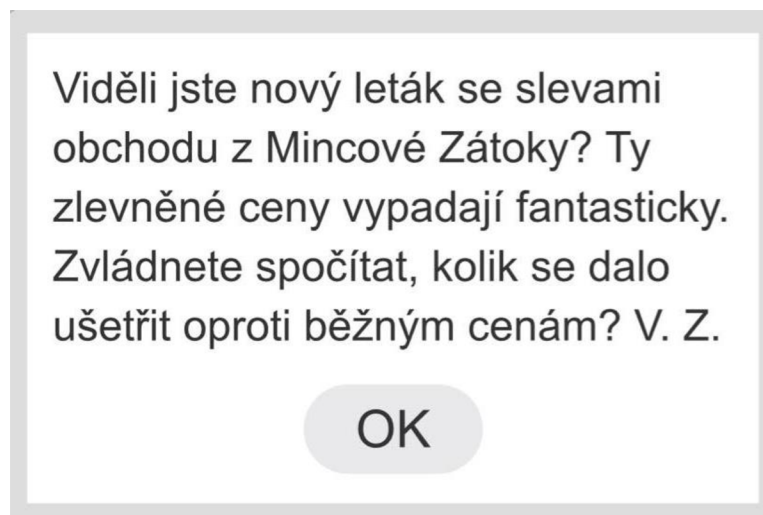 Viděli jste nový leták se slevami
obchodu z Mincové Zátoky? Ty
zlevněné ceny vypadají fantasticky.
Zvládnete spočítat, kolik se dalo
ušetřit oproti běžným cenám? V. Z.
OK